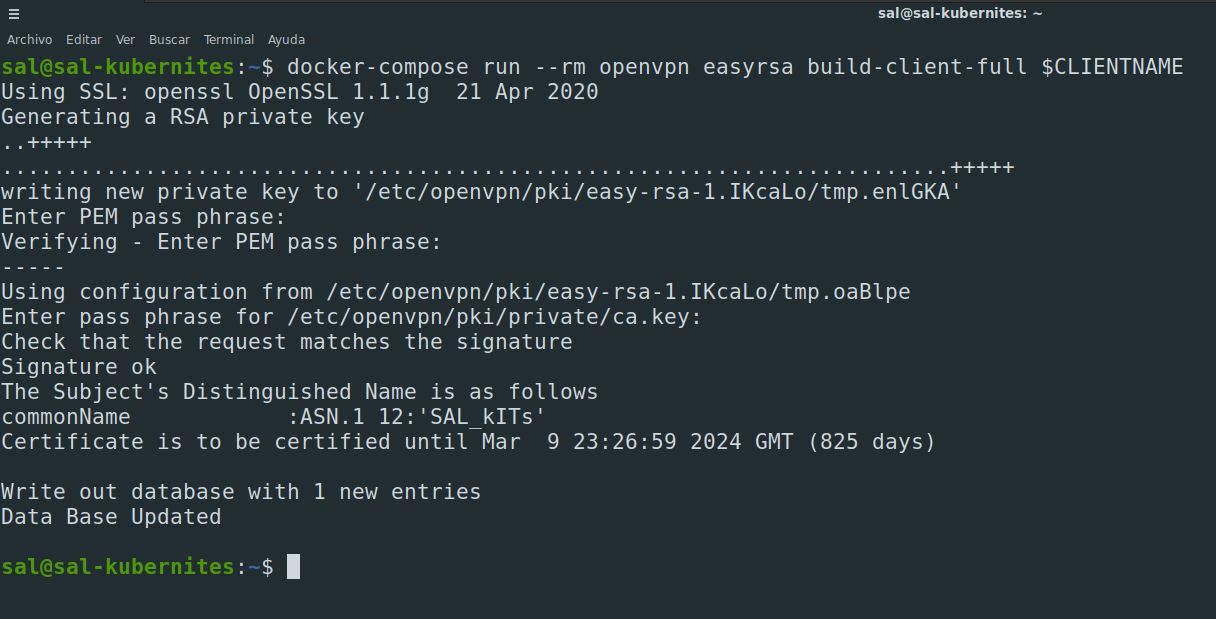 sal@sal-kubernites: ~
Archivo Editar Ver Buscar Terminal Ayuda
sal@sal-kubernites:~$ docker-compose run --rm openvpn easyrsa build-client-full $CLIENTNAME
Using SSL: openssl OpenSSL 1.1.1g  21 Apr 2020
Generating a RSA private key
..+++++
.........................................................................+++++
writing new private key to '/etc/openvpn/pki/easy-rsa-1.IKcaLo/tmp.enlGKA'
Enter PEM pass phrase:
Verifying - Enter PEM pass phrase:
-----
Using configuration from /etc/openvpn/pki/easy-rsa-1.IKcaLo/tmp.oaBlpe
Enter pass phrase for /etc/openvpn/pki/private/ca.key:
Check that the request matches the signature
Signature ok
The Subject's Distinguished Name is as follows
commonName            :ASN.1 12:'SAL_kITs'
Certificate is to be certified until Mar  9 23:26:59 2024 GMT (825 days)
Write out database with 1 new entries
Data Base Updated
sal@sal-kubernites:~$